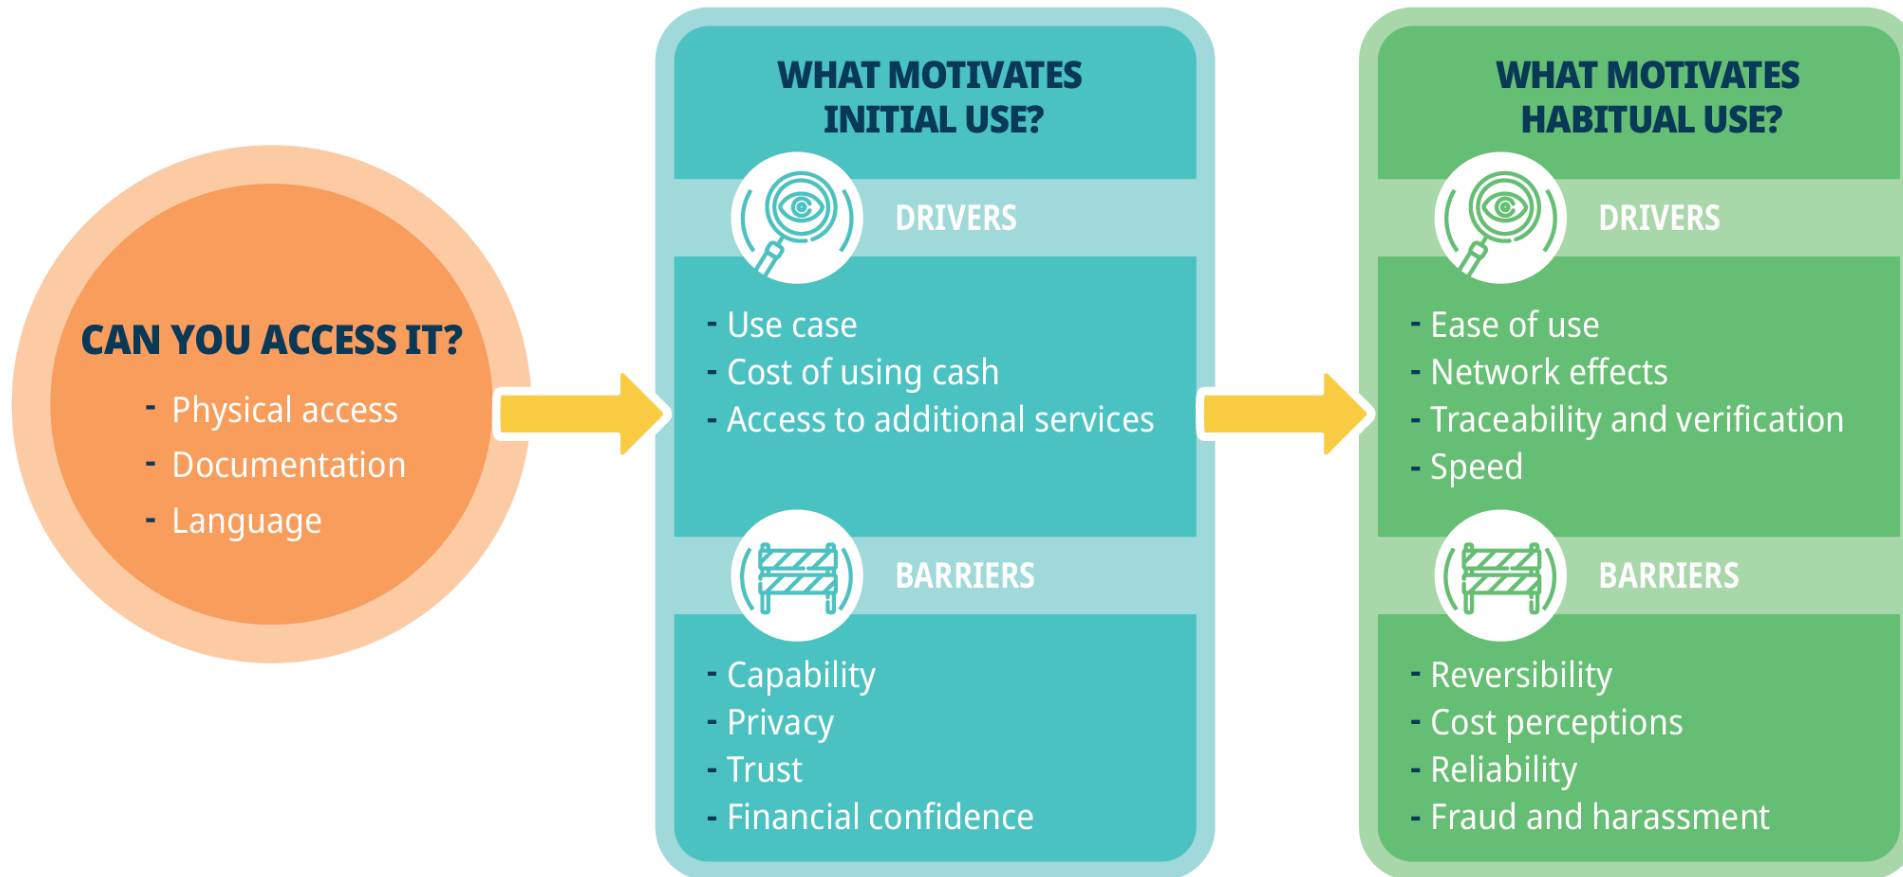 CAN YOU ACCESS IT?
- Physical access
- Documentation
- Language
WHAT MOTIVATES
INITIAL USE?
DRIVERS
- Use case
- Cost of using cash
- Access to additional services
BARRIERS
- Capability
- Privacy
- Trust
- Financial confidence
WHAT MOTIVATES
HABITUAL USE?
DRIVERS
- Ease of use
- Network effects
- Traceability and verification
- Speed
BARRIERS
- Reversibility
- Cost perceptions
- Reliability
- Fraud and harassment